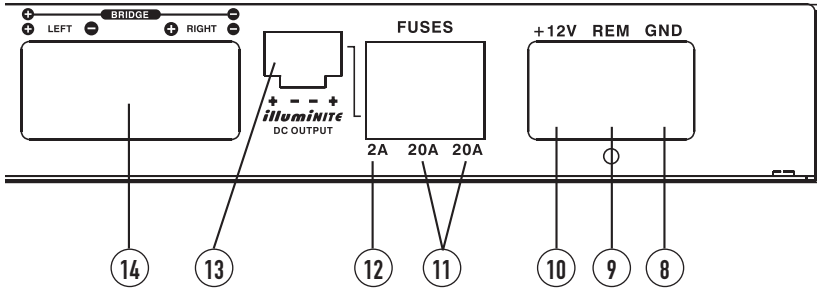 BRIDGE
+ LEFT − + RIGHT −
FUSES
+12V REM GND
+ − − +
illumiNITE
DC OUTPUT
2A 20A 20A
14 13 12 11 10 9 8